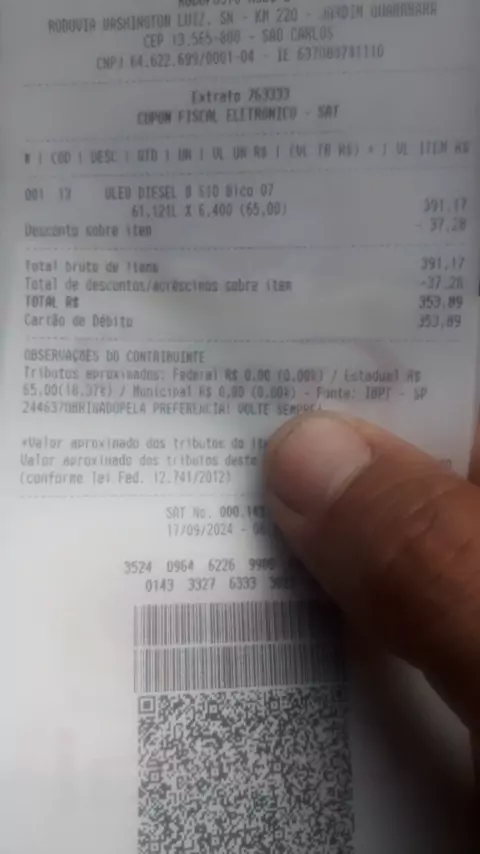 RODOVIA WASHINGTON LUIZ, SN - KM 220 - JARDIM GUANABARA
CEP 13.565-800 - SAO CARLOS
CNPJ 64.622.699/0001-04 - IE
Extrato 763333
CUPOM FISCAL ELETRONICO - SAT
# | COD | DESC | QTD | UN | VL UN R$ | (VL TR R$) * | VL ITEM R$
001 13 OLEO DIESEL B S10 Bico 07
61,121L X 6,400 (65,00) 391,17
Desconto sobre item - 37,28
Total bruto de itens 391,17
Total de descontos/acréscimos sobre item -37,28
TOTAL R$ 353,89
Cartão de Débito 353,89
OBSERVAÇÕES DO CONTRIBUINTE
Tributos aproximados: Federal R$ 0,00 (0,00%) / Estadual R$
65,00(18,37%) / Municipal R$ 0,00 (0,00%) - Fonte: IBPT - SP
PREFERENCIA! VOLTE SEMPRE!
*Valor aproximado dos tributos do
Valor aproximado dos tributos deste
(conforme lei Fed. 12.741/2012)
SAT No.
17/09/2024 -
3524 0964 6226 9900
0143 3327 6333